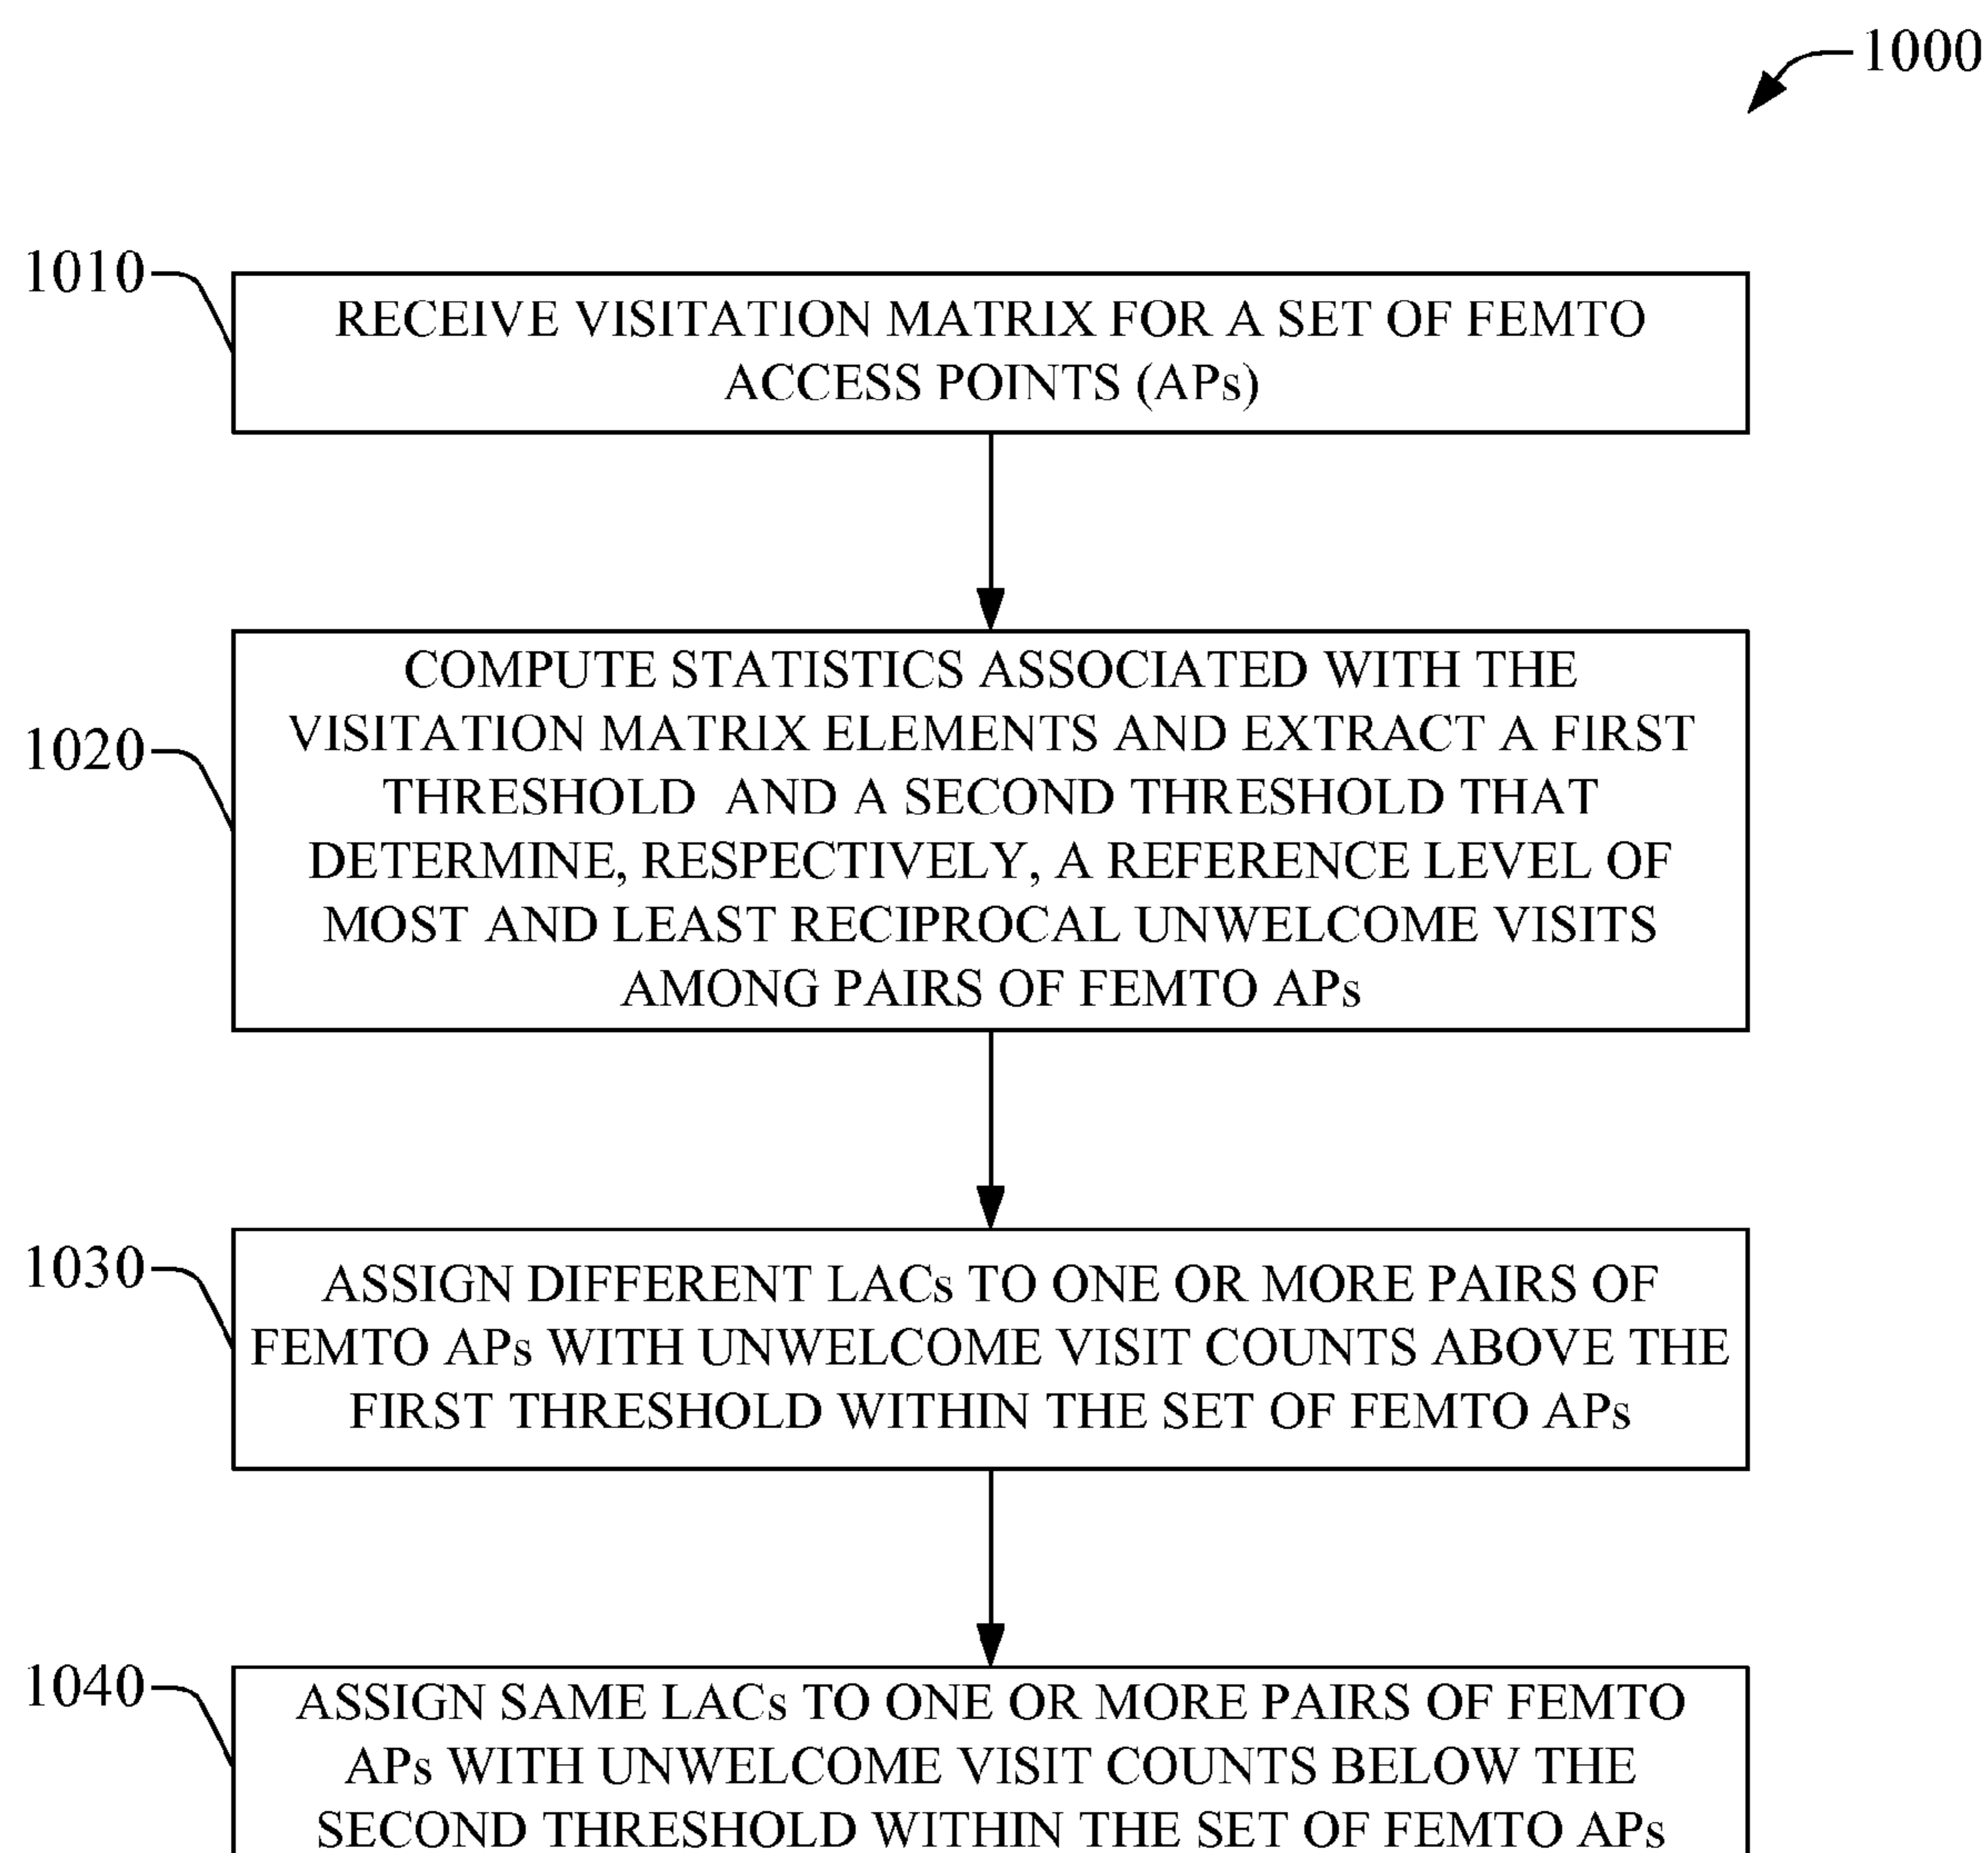 1000
1010
RECEIVE VISITATION MATRIX FOR A SET OF FEMTO
ACCESS POINTS (APs)
1020
COMPUTE STATISTICS ASSOCIATED WITH THE
VISITATION MATRIX ELEMENTS AND EXTRACT A FIRST
THRESHOLD AND A SECOND THRESHOLD THAT
DETERMINE, RESPECTIVELY, A REFERENCE LEVEL OF
MOST AND LEAST RECIPROCAL UNWELCOME VISITS
AMONG PAIRS OF FEMTO APs
1030
ASSIGN DIFFERENT LACs TO ONE OR MORE PAIRS OF
FEMTO APs WITH UNWELCOME VISIT COUNTS ABOVE THE
FIRST THRESHOLD WITHIN THE SET OF FEMTO APs
1040
ASSIGN SAME LACs TO ONE OR MORE PAIRS OF FEMTO
APs WITH UNWELCOME VISIT COUNTS BELOW THE
SECOND THRESHOLD WITHIN THE SET OF FEMTO APs